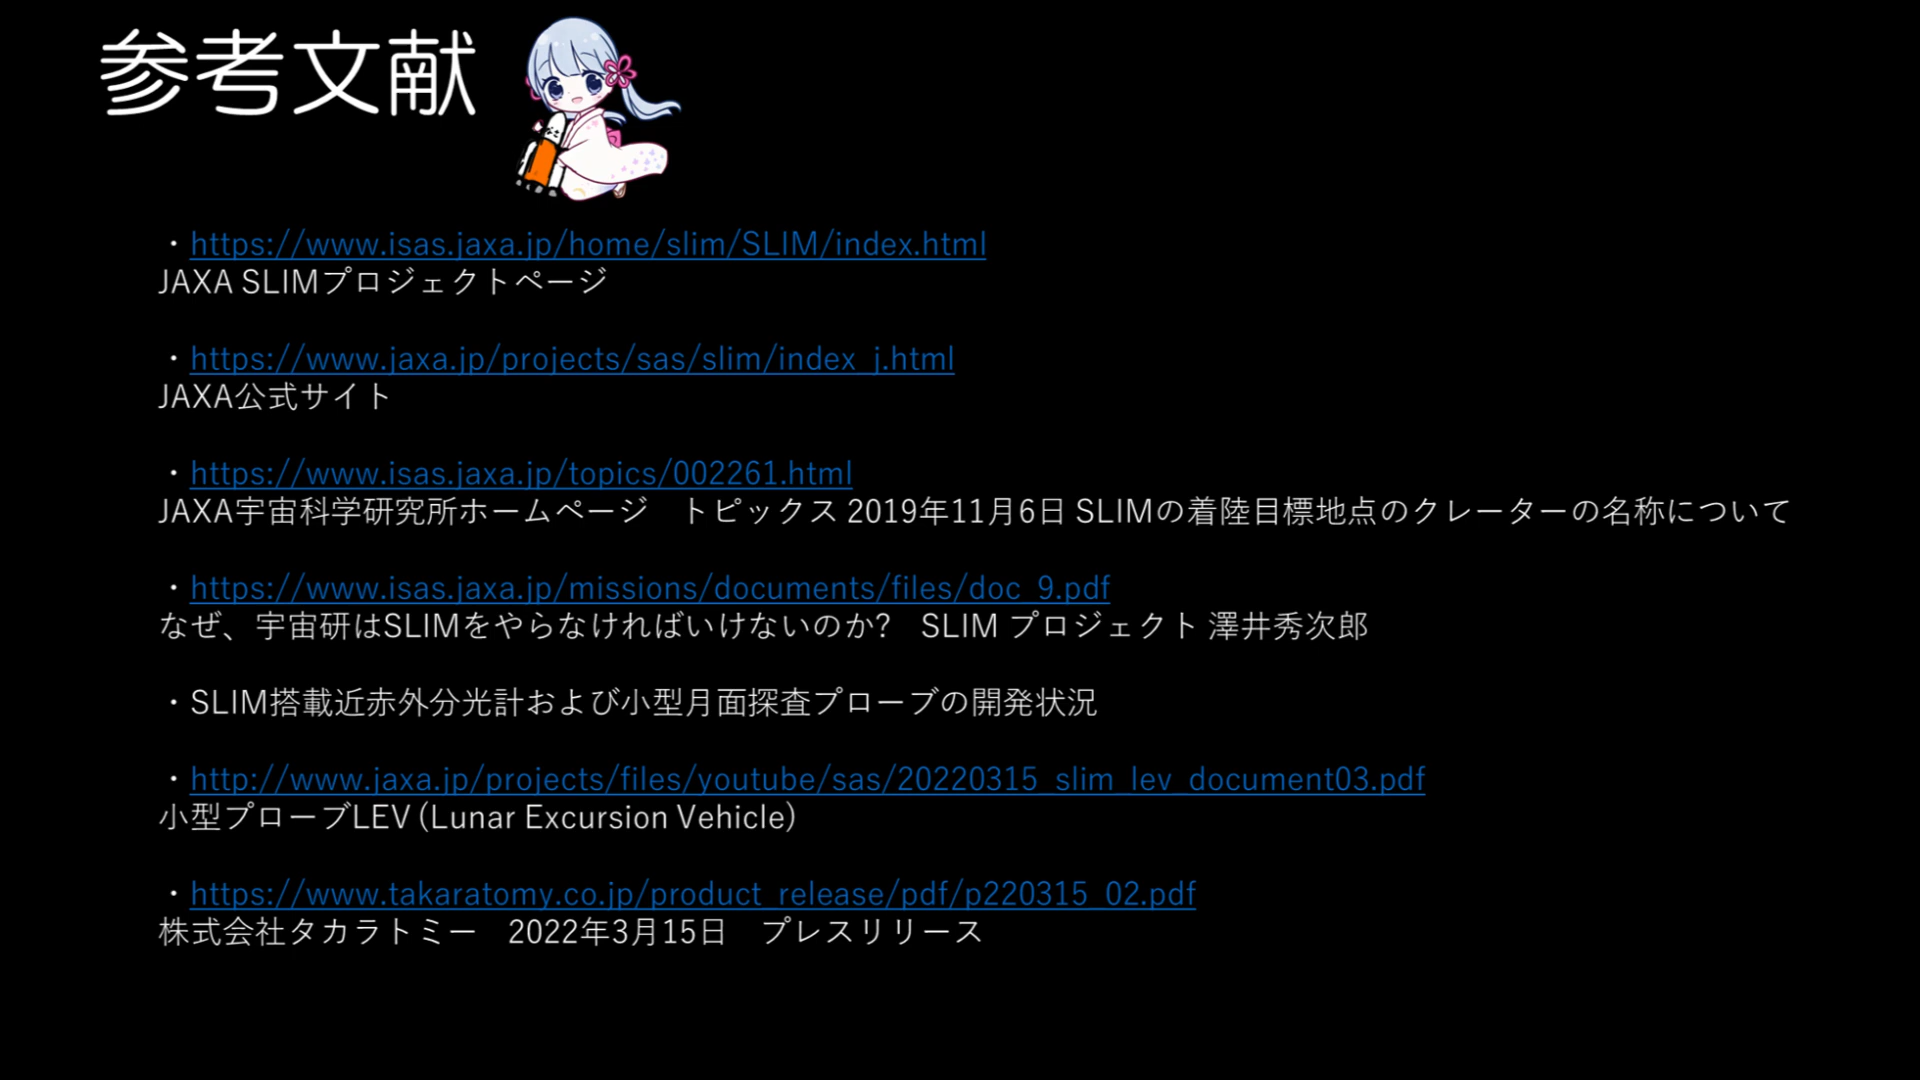 参考文献
・https://www.isas.jaxa.jp/home/slim/SLIM/index.html
JAXA SLIMプロジェクトページ
・https://www.jaxa.jp/projects/sas/slim/index_j.html
JAXA公式サイト
・https://www.isas.jaxa.jp/topics/002261.html
JAXA宇宙科学研究所ホームページ　トピックス 2019年11月6日 SLIMの着陸目標地点のクレーターの名称について
・https://www.isas.jaxa.jp/missions/documents/files/doc_9.pdf
なぜ、宇宙研はSLIMをやらなければいけないのか?　SLIM プロジェクト 澤井秀次郎
・SLIM搭載近赤外分光計および小型月面探査プローブの開発状況
・http://www.jaxa.jp/projects/files/youtube/sas/20220315_slim_lev_document03.pdf
小型プローブLEV (Lunar Excursion Vehicle)
・https://www.takaratomy.co.jp/product_release/pdf/p220315_02.pdf
株式会社タカラトミー　2022年3月15日　プレスリリース